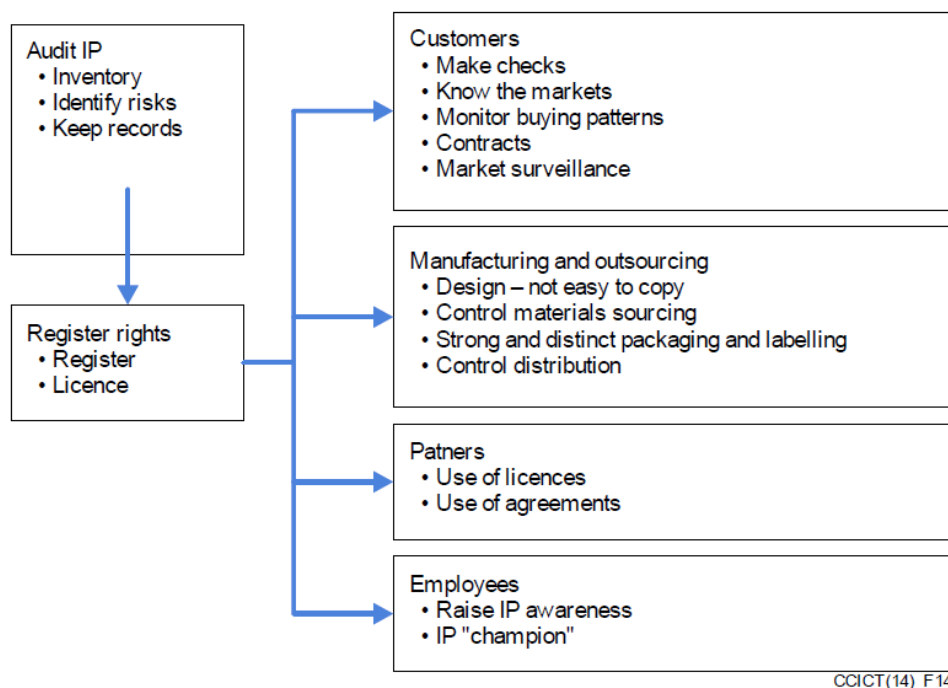 Audit IP
• Inventory
• Identify risks
• Keep records
Register rights
• Register
• Licence
Customers
• Make checks
• Know the markets
• Monitor buying patterns
• Contracts
• Market surveillance
Manufacturing and outsourcing
• Design – not easy to copy
• Control materials sourcing
• Strong and distinct packaging and labelling
• Control distribution
Patners
• Use of licences
• Use of agreements
Employees
• Raise IP awareness
• IP "champion"
CCICT(14)_F14